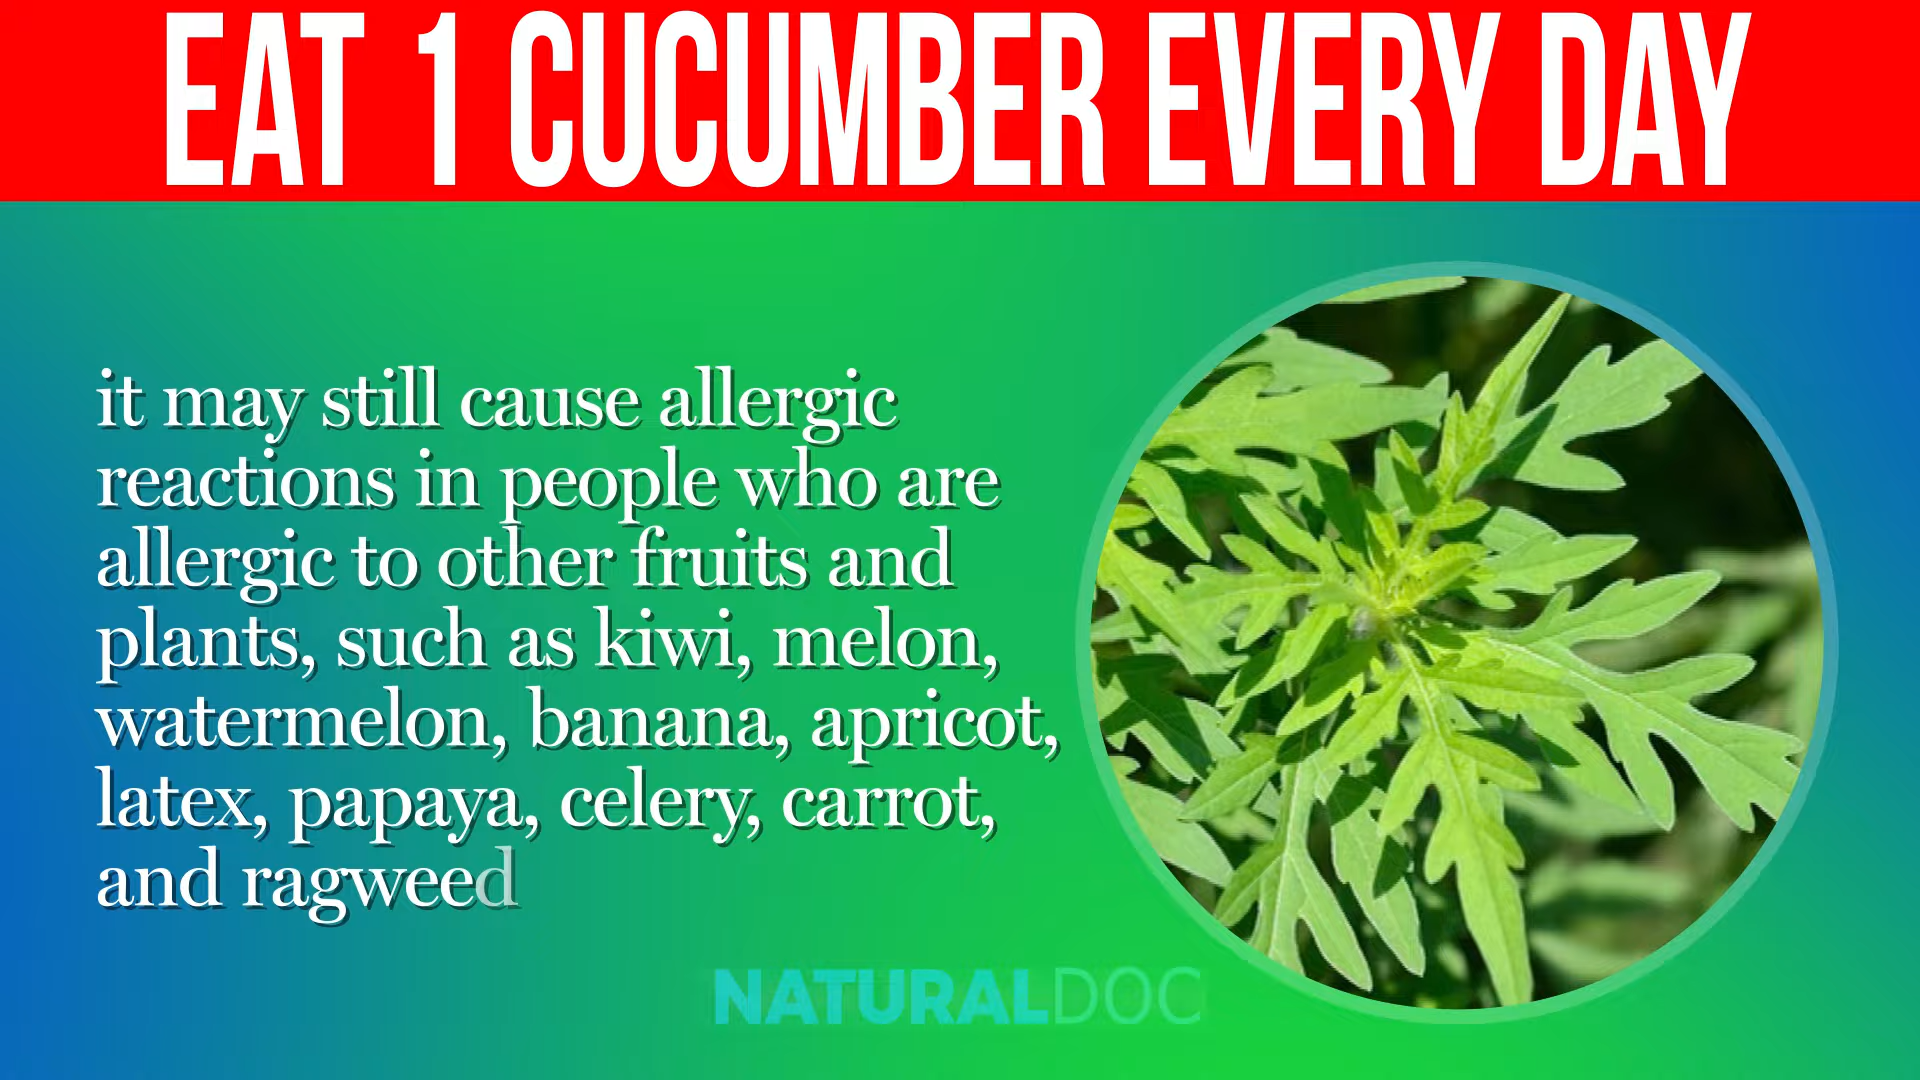 EAT 1 CUCUMBER EVERY DAY
it may still cause allergic
reactions in people who are
allergic to other fruits and
plants, such as kiwi, melon,
watermelon, banana, apricot,
latex, papaya, celery, carrot,
and ragweed
NATURALDOC